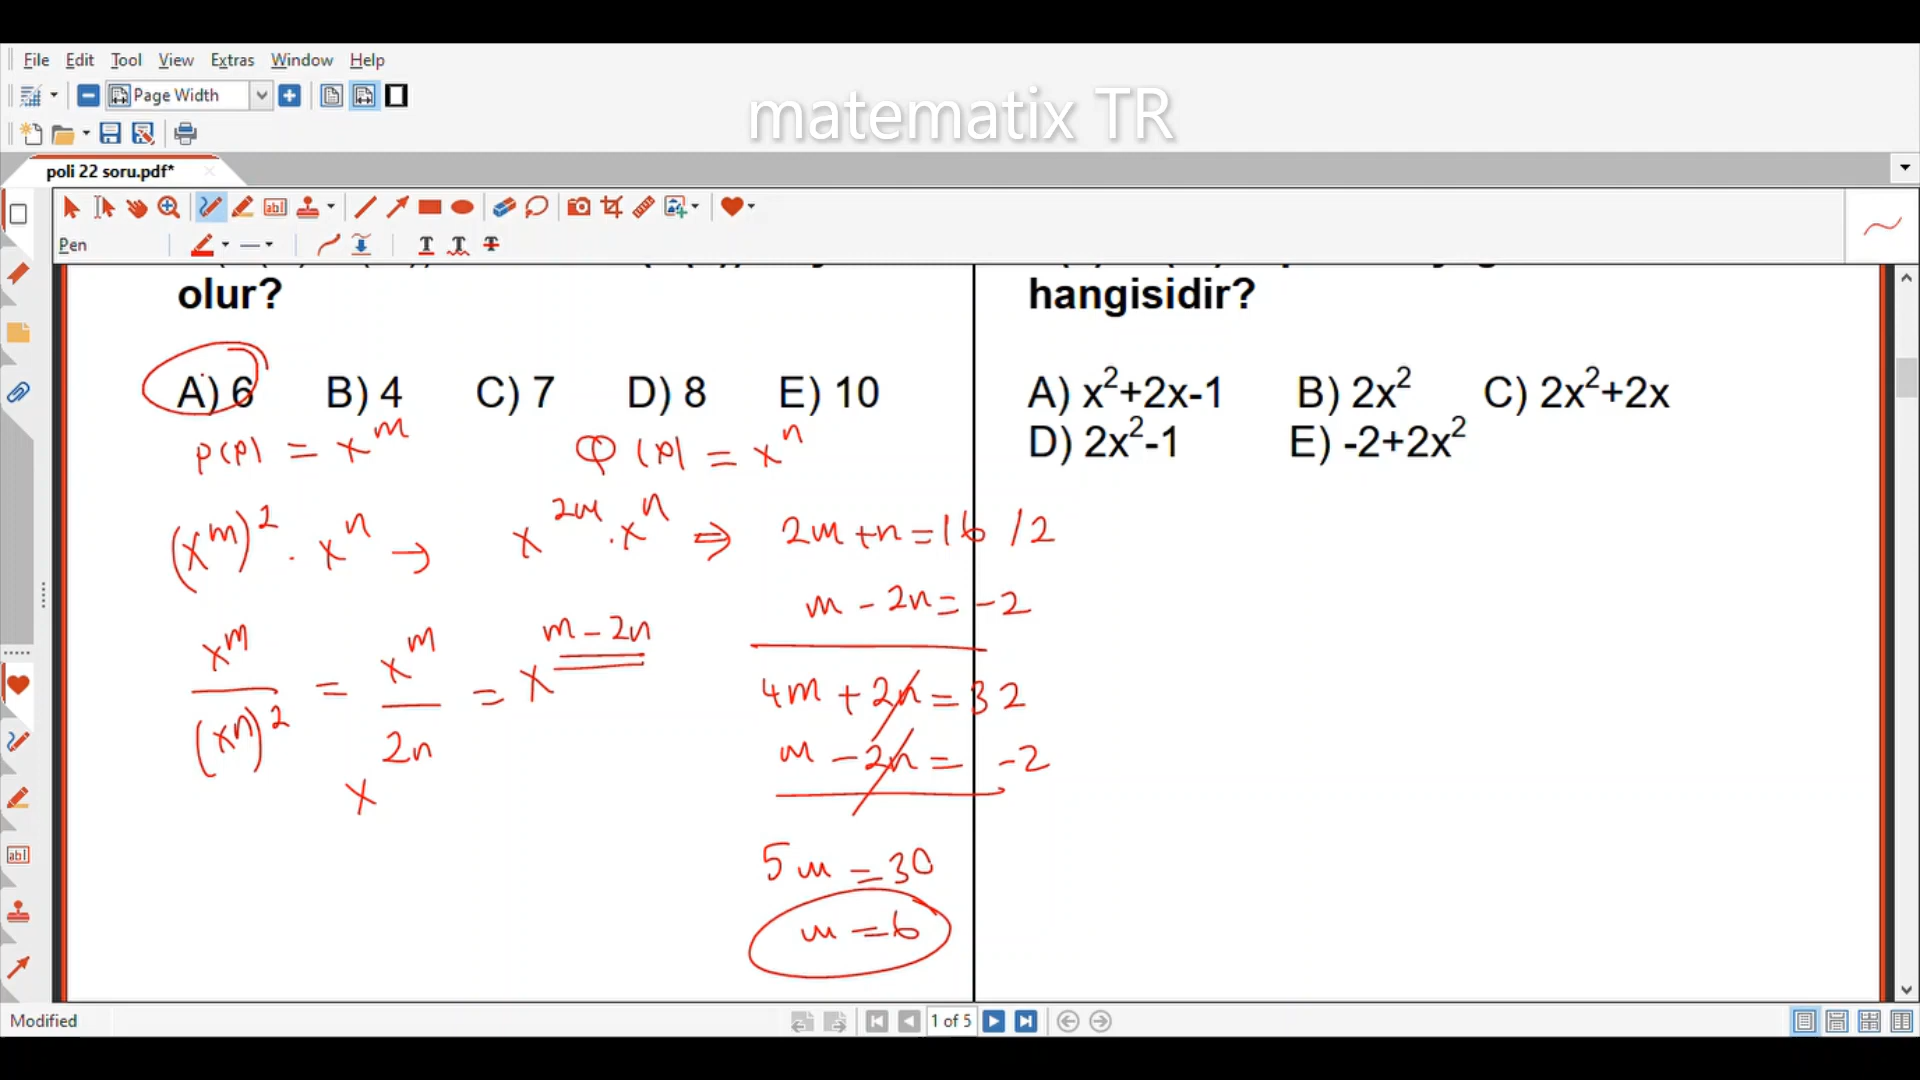 File Edit Tool View Extras Window Help
Page Width
matematix TR
poli 22 soru.pdf*
Pen
olur?
A) 6 B) 4 C) 7 D) 8 E) 10
P(P) = x^m Q(P) = x^n
(x^m)^2 . x^n → x^2m . x^n ⇒ 2m+n=16 /2
m - 2n = -2
x^m / (x^n)^2 = x^m / x^2n = x^m-2n
4m + 2n = 32
m - 2n = -2
5m = 30
m = 6
hangisidir?
A) x²+2x-1 B) 2x² C) 2x²+2x
D) 2x²-1 E) -2+2x²
Modified
1 of 5